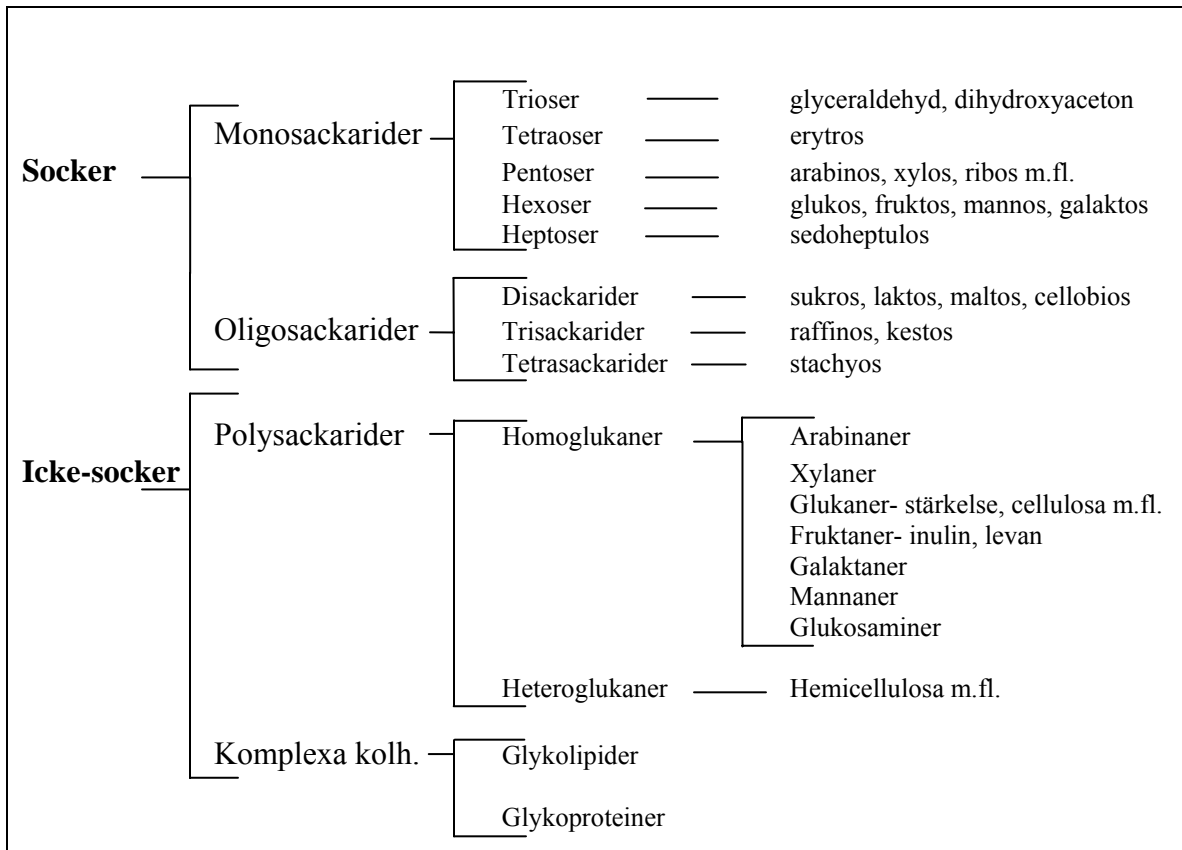 Trioser glyceraldehyd, dihydroxyaceton
Monosackarider Tetraoser erytros
Socker Pentoser arabinos, xylos, ribos m.fl.
Hexoser glukos, fruktos, mannos, galaktos
Heptoser sedoheptulos
Disackarider sukros, laktos, maltos, cellobios
Oligosackarider Trisackarider raffinos, kestos
Tetrasackarider stachyos
Polysackarider Homoglukaner Arabinaner
Icke-socker Xylaner
Glukaner- stärkelse, cellulosa m.fl.
Fruktaner- inulin, levan
Galaktaner
Mannaner
Glukosaminer
Heteroglukaner Hemicellulosa m.fl.
Komplexa kolh. Glykolipider
Glykoproteiner